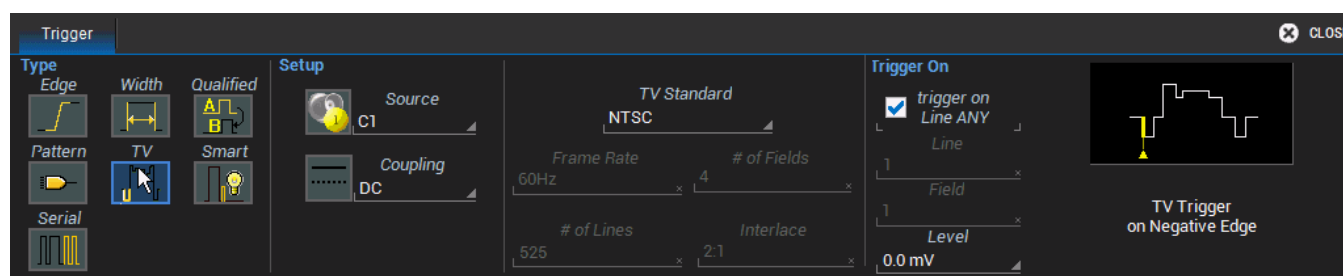 Trigger
CLOS
Type
Edge
Width
Qualified
A
B
Pattern
TV
Smart
Serial
Setup
Source
1
C1
Coupling
DC
TV Standard
NTSC
Frame Rate
# of Fields
60Hz
4
# of Lines
Interlace
525
2:1
Trigger On
trigger on
Line ANY
Line
1
Field
1
Level
0.0 mV
TV Trigger
on Negative Edge